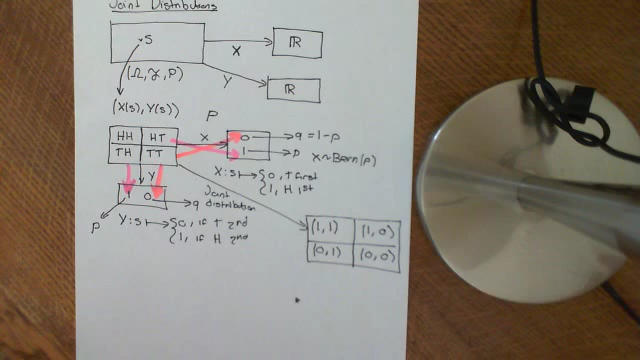 Joint Distributions
·s
X
ℝ
Y
ℝ
(Ω, ℱ, P)
(X(s), Y(s))
P
HH HT
TH TT
X
0 → q = 1-p
1 → p X~Bern(p)
X: s ↦ { 0, T first
1, H 1st
Y
1 0
p
q
Joint distribution
Y: s ↦ { 0, if T 2nd
1, if H 2nd
(1,1) (1,0)
(0,1) (0,0)